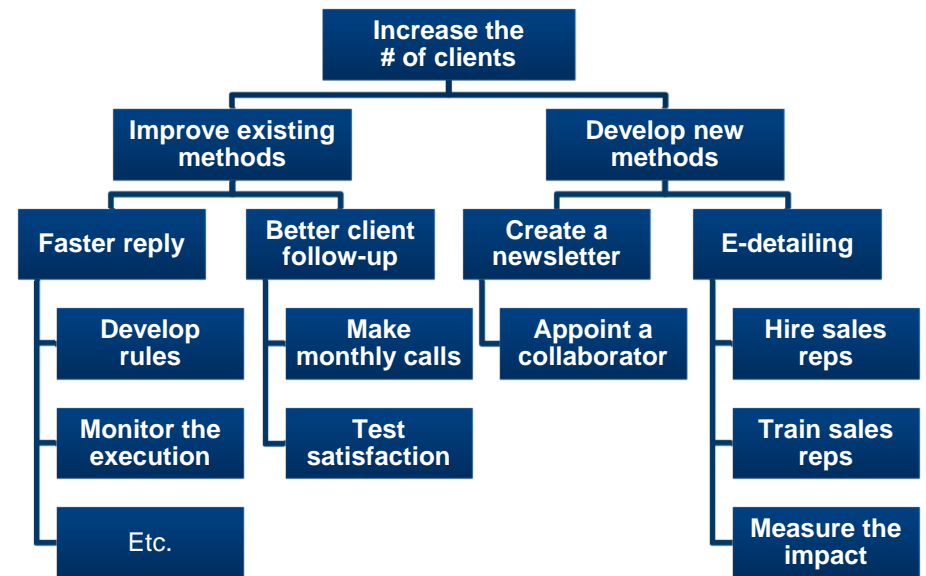 Increase the
# of clients
Improve existing
methods
Develop new
methods
Faster reply
Better client
follow-up
Create a
newsletter
E-detailing
Develop
rules
Make
monthly calls
Appoint a
collaborator
Hire sales
reps
Monitor the
execution
Test
satisfaction
Train sales
reps
Etc.
Measure the
impact